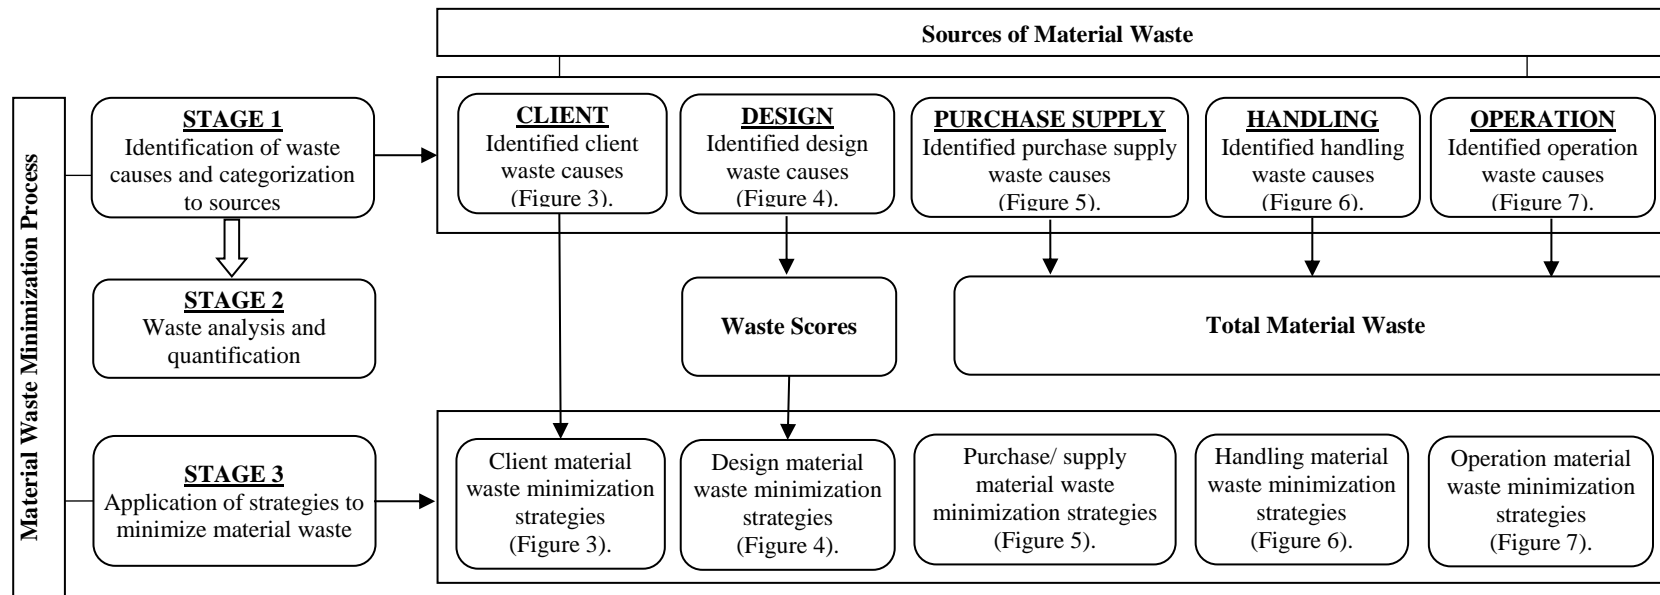 Sources of Material Waste
Material Waste Minimization Process
STAGE 1
Identification of waste
causes and categorization
to sources
CLIENT
Identified client
waste causes
(Figure 3).
DESIGN
Identified design
waste causes
(Figure 4).
PURCHASE SUPPLY
Identified purchase supply
waste causes
(Figure 5).
HANDLING
Identified handling
waste causes
(Figure 6).
OPERATION
Identified operation
waste causes
(Figure 7).
STAGE 2
Waste analysis and
quantification
Waste Scores
Total Material Waste
STAGE 3
Application of strategies to
minimize material waste
Client material
waste minimization
strategies
(Figure 3).
Design material
waste minimization
strategies
(Figure 4).
Purchase/ supply
material waste
minimization strategies
(Figure 5).
Handling material
waste minimization
strategies
(Figure 6).
Operation material
waste minimization
strategies
(Figure 7).